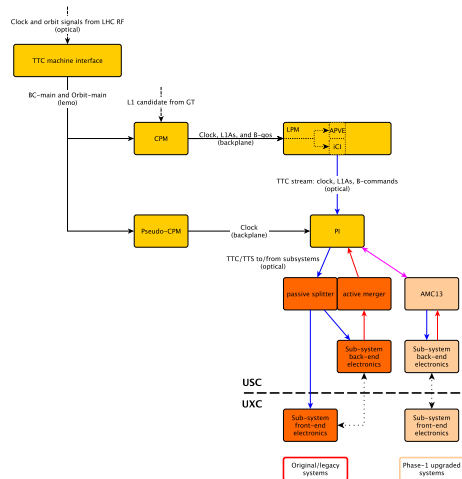 Clock and orbit signals from LHC RF
(optical)
TTC machine interface
BC-main and Orbit-main
(lemo)
L1 candidate from GT
CPM
Clock, L1As, and B-gos
(backplane)
LPM
APVE
iCI
TTC stream: clock, L1As, B-commands
(optical)
Pseudo-CPM
Clock
(backplane)
PI
TTC/TTS to/from subsystems
(optical)
passive splitter
active merger
AMC13
Sub-system
back-end
electronics
Sub-system
back-end
electronics
USC
UXC
Sub-system
front-end
electronics
Sub-system
front-end
electronics
Original/legacy
systems
Phase-1 upgraded
systems